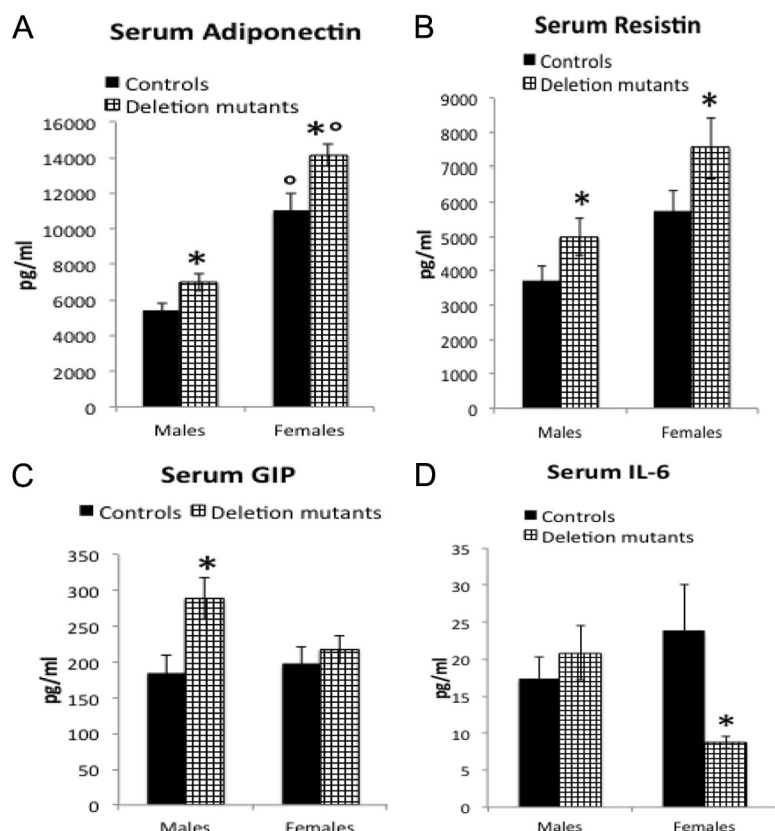 A
Serum Adiponectin
Controls
Deletion mutants
16000
14000
12000
10000
8000
6000
4000
2000
0
pg/ml
* ° ° *
Males
Females
B
Serum Resistin
Controls
Deletion mutants
9000
8000
7000
6000
5000
4000
3000
2000
1000
0
pg/ml
*
*
Males
Females
C
Serum GIP
Controls Deletion mutants
350
300
250
200
150
100
50
0
pg/ml
*
Males
Females
D
Serum IL-6
Controls
Deletion mutants
35
30
25
20
15
10
5
0
pg/ml
*
Males
Females